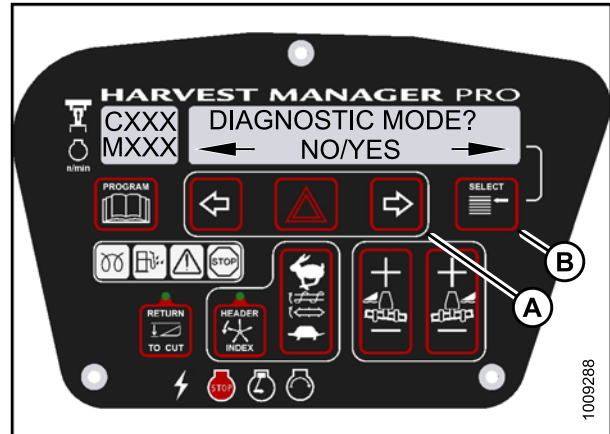 HARVEST MANAGER PRO
CXXX
MXXX
DIAGNOSTIC MODE?
NO/YES
n/min
PROGRAM
SELECT
B
A
STOP
RETURN
TO CUT
HEADER
INDEX
STOP
1009288